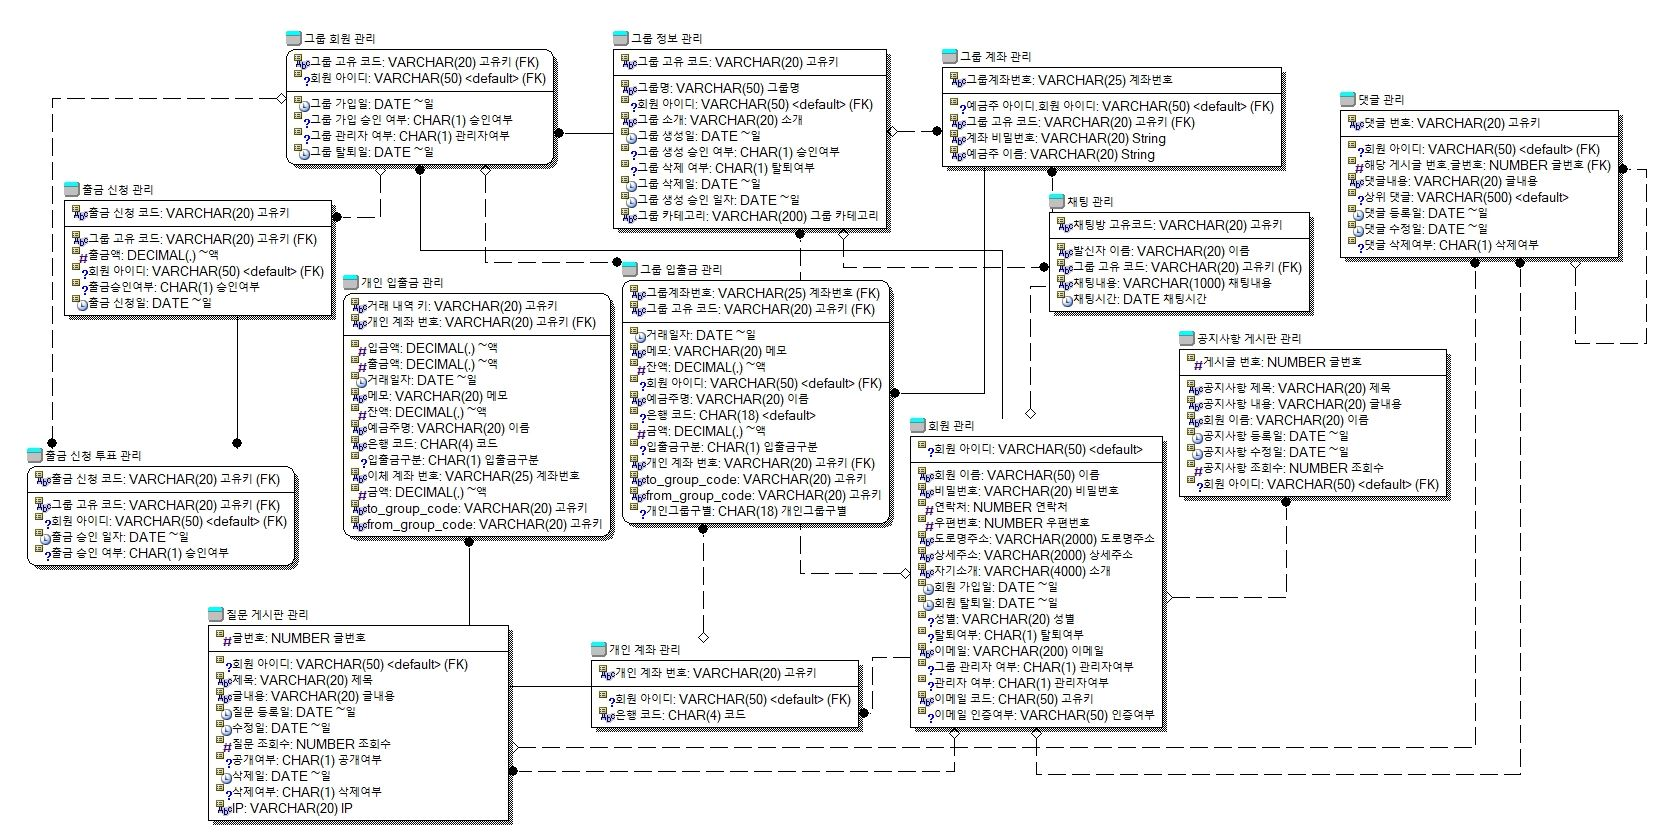 그룹 회원 관리
그룹 고유 코드: VARCHAR(20) 고유키 (FK)
회원 아이디: VARCHAR(50) <default> (FK)
그룹 가입일: DATE ~일
그룹 가입 승인 여부: CHAR(1) 승인여부
그룹 관리자 여부: CHAR(1) 관리자여부
그룹 탈퇴일: DATE ~일
그룹 정보 관리
그룹 고유 코드: VARCHAR(20) 고유키
그룹명: VARCHAR(50) 그룹명
회원 아이디: VARCHAR(50) <default> (FK)
그룹 소개: VARCHAR(20) 소개
그룹 생성일: DATE ~일
그룹 생성 승인 여부: CHAR(1) 승인여부
그룹 삭제 여부: CHAR(1) 탈퇴여부
그룹 삭제일: DATE ~일
그룹 생성 승인 일자: DATE ~일
그룹 카테고리: VARCHAR(200) 그룹 카테고리
그룹 계좌 관리
그룹계좌번호: VARCHAR(25) 계좌번호
예금주 아이디.회원 아이디: VARCHAR(50) <default> (FK)
그룹 고유 코드: VARCHAR(20) 고유키 (FK)
계좌 비밀번호: VARCHAR(20) String
예금주 이름: VARCHAR(20) String
댓글 관리
댓글 번호: VARCHAR(20) 고유키
회원 아이디: VARCHAR(50) <default> (FK)
해당 게시글 번호.글번호: NUMBER 글번호 (FK)
댓글내용: VARCHAR(20) 글내용
상위 댓글: VARCHAR(500) <default>
댓글 등록일: DATE ~일
댓글 수정일: DATE ~일
댓글 삭제여부: CHAR(1) 삭제여부
출금 신청 관리
출금 신청 코드: VARCHAR(20) 고유키
그룹 고유 코드: VARCHAR(20) 고유키 (FK)
출금액: DECIMAL(,) ~액
회원 아이디: VARCHAR(50) <default> (FK)
출금승인여부: CHAR(1) 승인여부
출금 신청일: DATE ~일
채팅 관리
채팅방 고유코드: VARCHAR(20) 고유키
발신자 이름: VARCHAR(20) 이름
그룹 고유 코드: VARCHAR(20) 고유키 (FK)
채팅내용: VARCHAR(1000) 채팅내용
채팅시간: DATE 채팅시간
개인 입출금 관리
거래 내역 키: VARCHAR(20) 고유키
개인 계좌 번호: VARCHAR(20) 고유키 (FK)
입금액: DECIMAL(,) ~액
출금액: DECIMAL(,) ~액
거래일자: DATE ~일
메모: VARCHAR(20) 메모
잔액: DECIMAL(,) ~액
예금주명: VARCHAR(20) 이름
은행 코드: CHAR(4) 코드
입출금구분: CHAR(1) 입출금구분
이체 계좌 번호: VARCHAR(25) 계좌번호
금액: DECIMAL(,) ~액
to_group_code: VARCHAR(20) 고유키
from_group_code: VARCHAR(20) 고유키
그룹 입출금 관리
그룹계좌번호: VARCHAR(25) 계좌번호 (FK)
그룹 고유 코드: VARCHAR(20) 고유키 (FK)
거래일자: DATE ~일
메모: VARCHAR(20) 메모
잔액: DECIMAL(,) ~액
회원 아이디: VARCHAR(50) <default> (FK)
예금주명: VARCHAR(20) 이름
은행 코드: CHAR(18) <default>
금액: DECIMAL(,) ~액
입출금구분: CHAR(1) 입출금구분
개인 계좌 번호: VARCHAR(20) 고유키 (FK)
to_group_code: VARCHAR(20) 고유키
from_group_code: VARCHAR(20) 고유키
개인그룹구별: CHAR(18) 개인그룹구별
공지사항 게시판 관리
게시글 번호: NUMBER 글번호
공지사항 제목: VARCHAR(20) 제목
공지사항 내용: VARCHAR(20) 글내용
회원 이름: VARCHAR(20) 이름
공지사항 등록일: DATE ~일
공지사항 수정일: DATE ~일
공지사항 조회수: NUMBER 조회수
회원 아이디: VARCHAR(50) <default> (FK)
회원 관리
회원 아이디: VARCHAR(50) <default>
회원 이름: VARCHAR(50) 이름
비밀번호: VARCHAR(20) 비밀번호
연락처: NUMBER 연락처
우편번호: NUMBER 우편번호
도로명주소: VARCHAR(2000) 도로명주소
상세주소: VARCHAR(2000) 상세주소
자기소개: VARCHAR(4000) 소개
회원 가입일: DATE ~일
회원 탈퇴일: DATE ~일
성별: VARCHAR(20) 성별
탈퇴여부: CHAR(1) 탈퇴여부
이메일: VARCHAR(200) 이메일
그룹 관리자 여부: CHAR(1) 관리자여부
관리자 여부: CHAR(1) 관리자여부
이메일 코드: CHAR(50) 고유키
이메일 인증여부: VARCHAR(50) 인증여부
출금 신청 투표 관리
출금 신청 코드: VARCHAR(20) 고유키 (FK)
그룹 고유 코드: VARCHAR(20) 고유키 (FK)
회원 아이디: VARCHAR(50) <default> (FK)
출금 승인 일자: DATE ~일
출금 승인 여부: CHAR(1) 승인여부
질문 게시판 관리
글번호: NUMBER 글번호
회원 아이디: VARCHAR(50) <default> (FK)
제목: VARCHAR(20) 제목
글내용: VARCHAR(20) 글내용
질문 등록일: DATE ~일
수정일: DATE ~일
질문 조회수: NUMBER 조회수
공개여부: CHAR(1) 공개여부
삭제일: DATE ~일
삭제여부: CHAR(1) 삭제여부
IP: VARCHAR(20) IP
개인 계좌 관리
개인 계좌 번호: VARCHAR(20) 고유키
회원 아이디: VARCHAR(50) <default> (FK)
은행 코드: CHAR(4) 코드